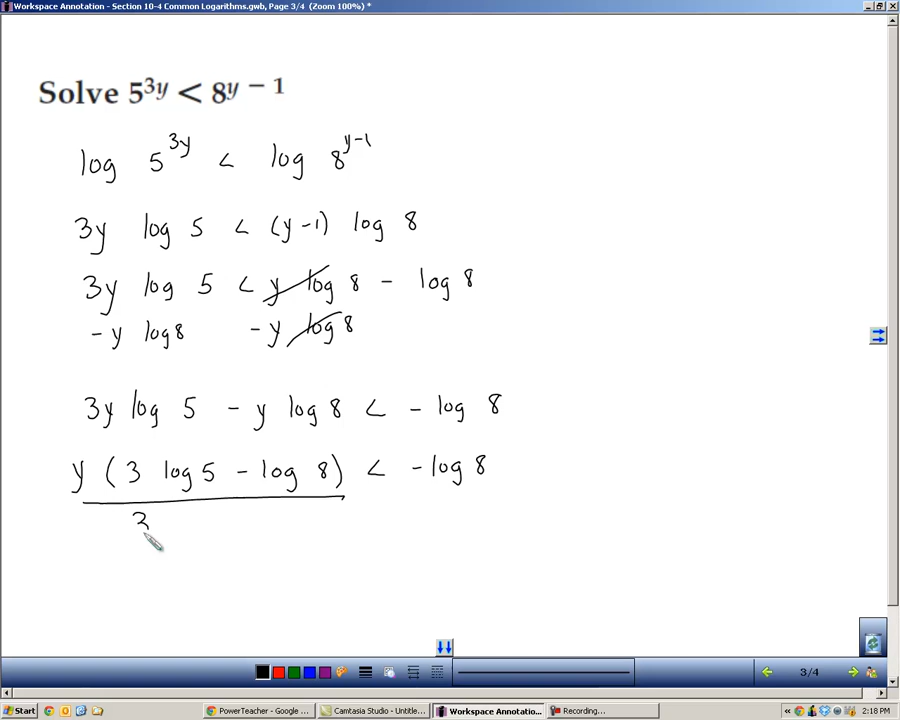 Workspace Annotation - Section 10-4 Common Logarithms.gwb, Page 3/4 (Zoom 100%) *
Solve 5^{3y} < 8^{y − 1}
log 5^{3y} < log 8^{y-1}
3y log 5 < (y -1) log 8
3y log 5 < y log 8 - log 8
- y log8 - y log 8
3y log 5 - y log 8 < - log 8
y ( 3 log 5 - log 8) < - log 8
3
3/4
Start
PowerTeacher - Google ...
Camtasia Studio - Untitle...
Workspace Annotatio...
Recording...
2:18 PM